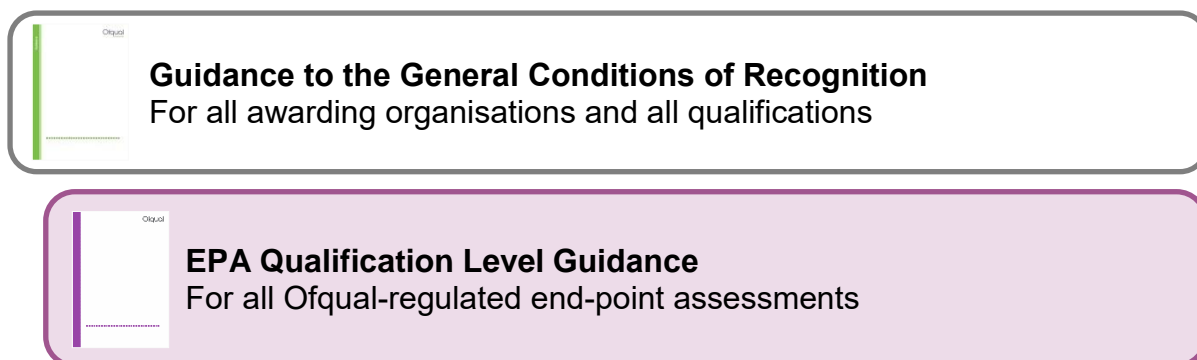 Ofqual
Guidance to the General Conditions of Recognition
For all awarding organisations and all qualifications
Ofqual
EPA Qualification Level Guidance
For all Ofqual-regulated end-point assessments